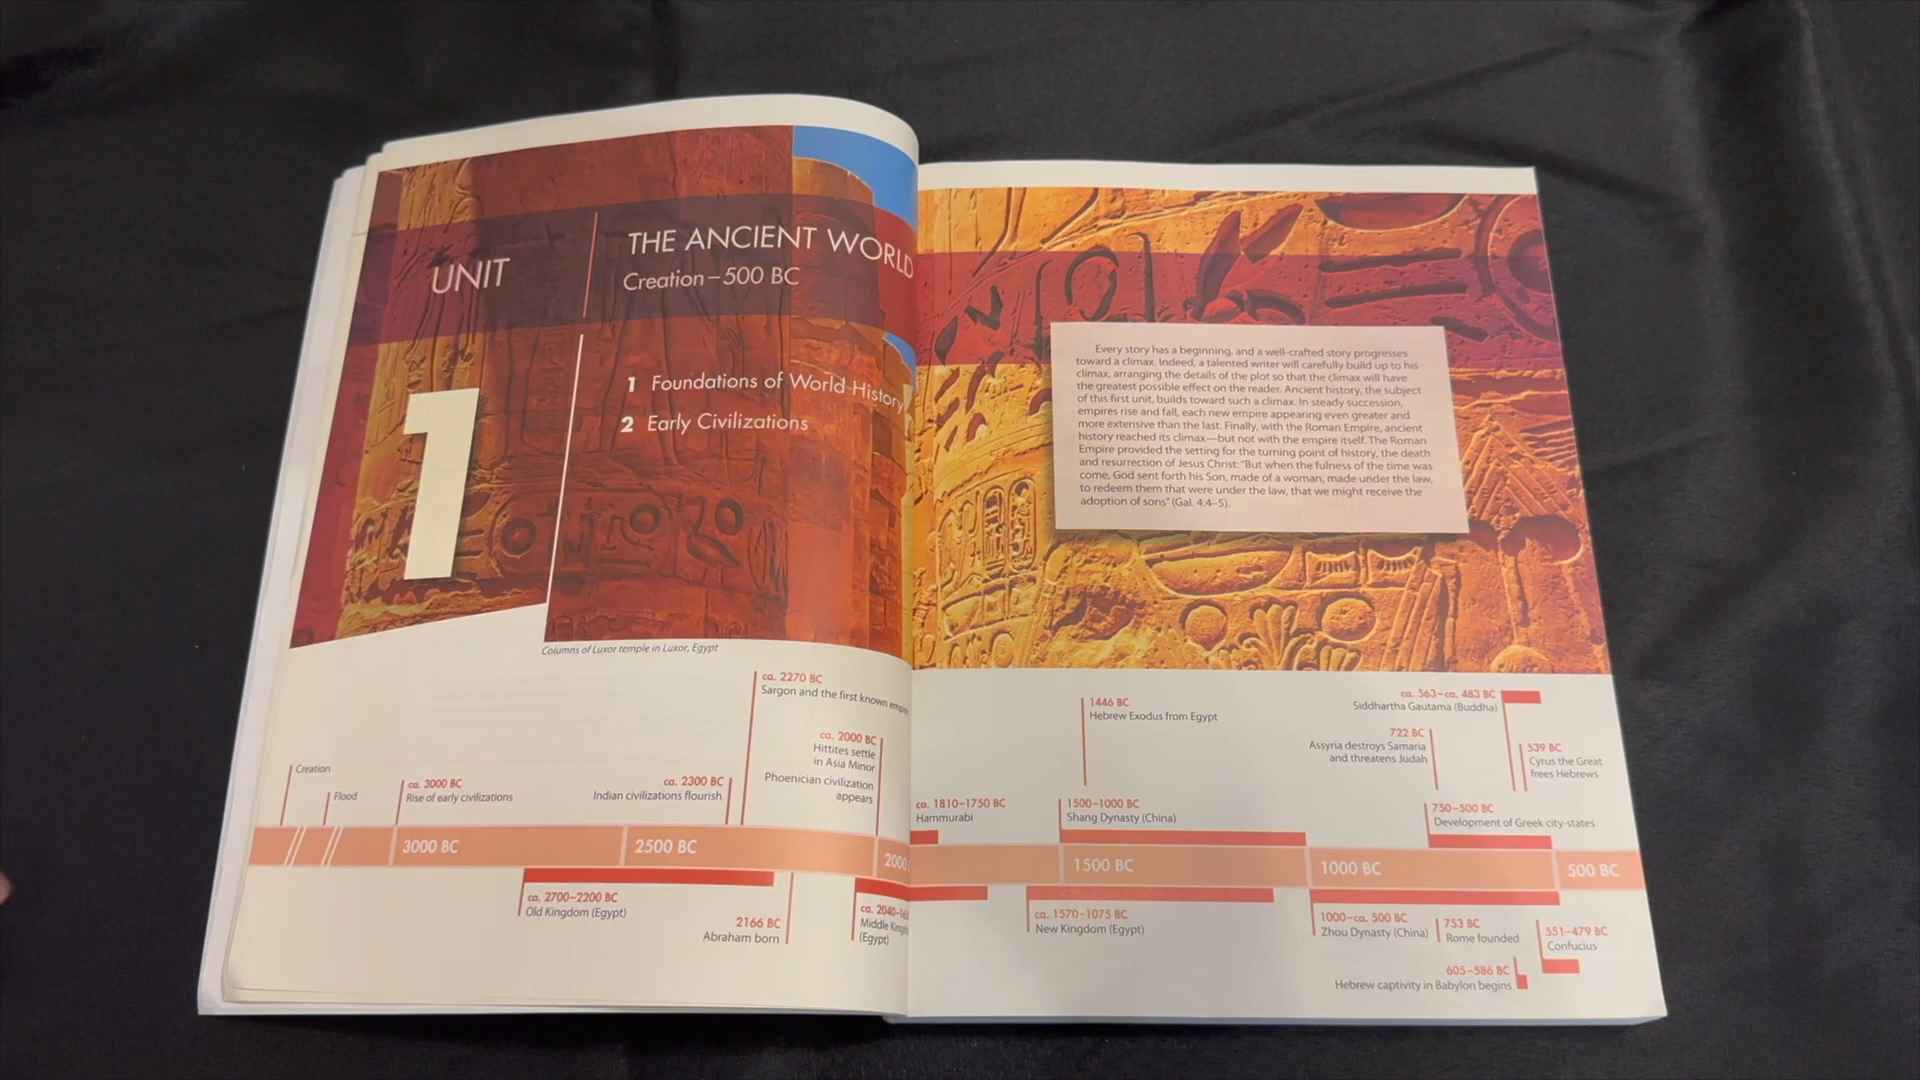 UNIT
1
THE ANCIENT WORLD
Creation – 500 BC
1 Foundations of World History
2 Early Civilizations
Columns of Luxor temple in Luxor, Egypt
Every story has a beginning, and a well-crafted story progresses
toward a climax. Indeed, a talented writer will carefully build up to his
climax, arranging the details of the plot so that the climax will have
the greatest possible effect on the reader. Ancient history, the subject
of this first unit, builds toward such a climax. In steady succession,
empires rise and fall, each new empire appearing even greater and
more extensive than the last. Finally, with the Roman Empire, ancient
history reached its climax—but not with the empire itself. The Roman
Empire provided the setting for the turning point of history, the death
and resurrection of Jesus Christ: "But when the fulness of the time was
come, God sent forth his Son, made of a woman, made under the law,
to redeem them that were under the law, that we might receive the
adoption of sons" (Gal. 4:4–5).
Creation
Flood
ca. 3000 BC
Rise of early civilizations
ca. 2300 BC
Indian civilizations flourish
ca. 2270 BC
Sargon and the first known
ca. 2000 BC
Hittites settle
in Asia Minor
Phoenician civilization
appears
3000 BC
2500 BC
2000
ca. 2700–2200 BC
Old Kingdom (Egypt)
2166 BC
Abraham born
ca. 2040–
Middle
(Egypt)
ca. 1810–1750 BC
Hammurabi
1446 BC
Hebrew Exodus from Egypt
1500–1000 BC
Shang Dynasty (China)
ca. 563–ca. 483 BC
Siddhartha Gautama (Buddha)
722 BC
Assyria destroys Samaria
and threatens Judah
539 BC
Cyrus the Great
frees Hebrews
750–500 BC
Development of Greek city-states
1500 BC
1000 BC
500 BC
ca. 1570–1075 BC
New Kingdom (Egypt)
1000–ca. 500 BC
Zhou Dynasty (China)
753 BC
Rome founded
551–479 BC
Confucius
605–586 BC
Hebrew captivity in Babylon begins